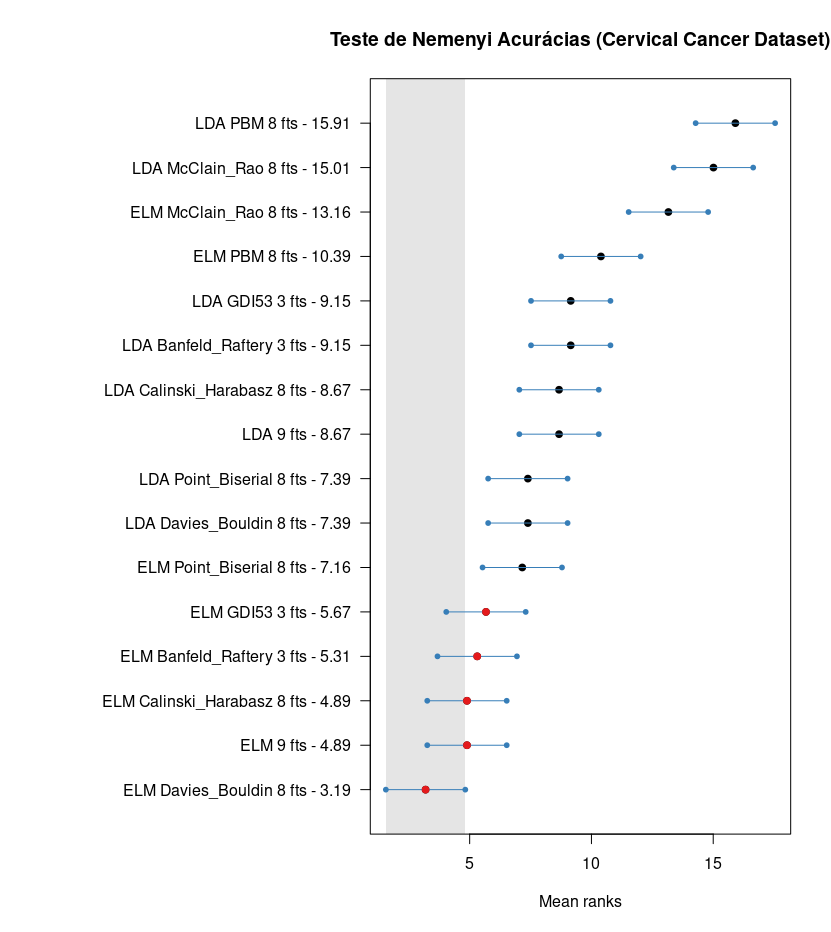 Teste de Nemenyi Acurácias (Cervical Cancer Dataset)
LDA PBM 8 fts - 15.91
LDA McClain_Rao 8 fts - 15.01
ELM McClain_Rao 8 fts - 13.16
ELM PBM 8 fts - 10.39
LDA GDI53 3 fts - 9.15
LDA Banfeld_Raftery 3 fts - 9.15
LDA Calinski_Harabasz 8 fts - 8.67
LDA 9 fts - 8.67
LDA Point_Biserial 8 fts - 7.39
LDA Davies_Bouldin 8 fts - 7.39
ELM Point_Biserial 8 fts - 7.16
ELM GDI53 3 fts - 5.67
ELM Banfeld_Raftery 3 fts - 5.31
ELM Calinski_Harabasz 8 fts - 4.89
ELM 9 fts - 4.89
ELM Davies_Bouldin 8 fts - 3.19
5 10 15
Mean ranks